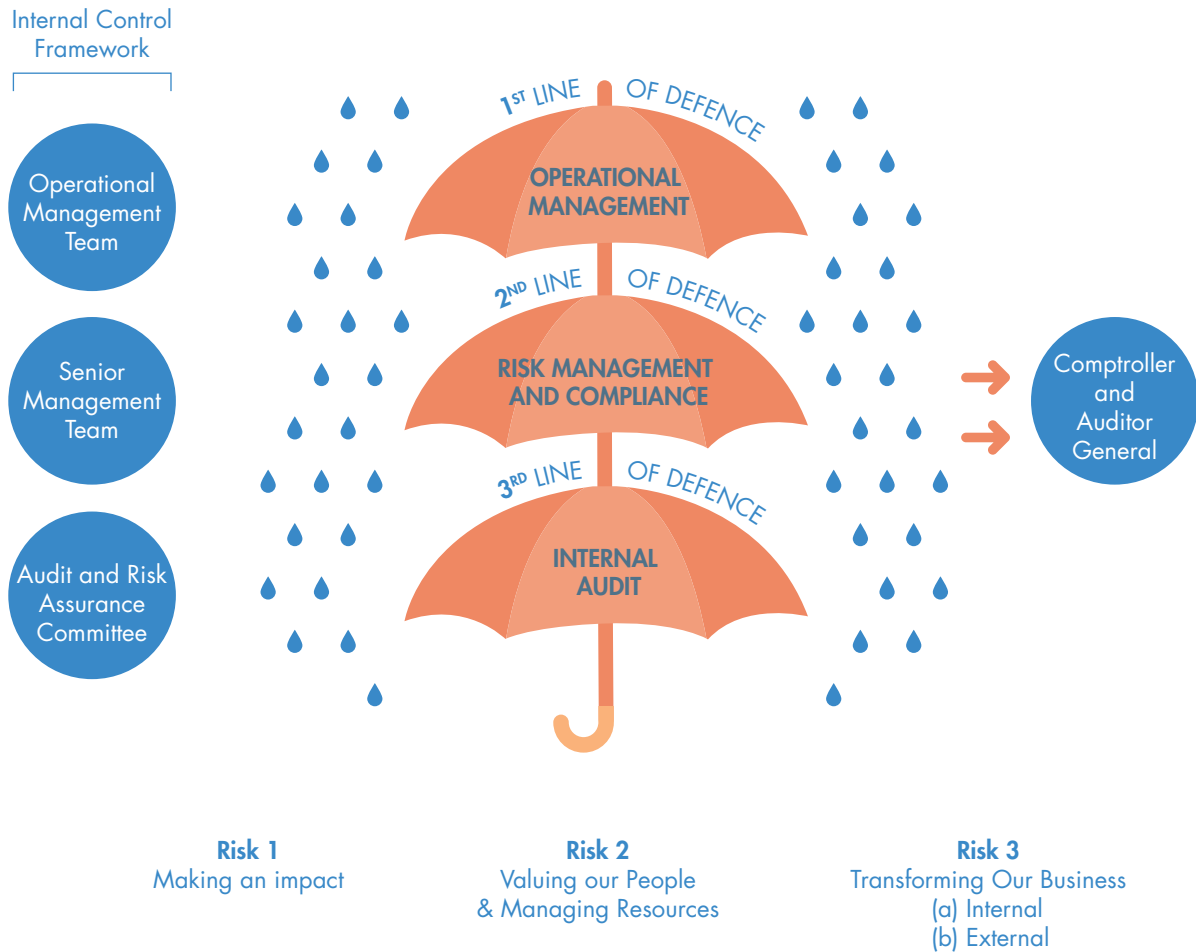 Internal Control
Framework
Operational
Management
Team
Senior
Management
Team
Audit and Risk
Assurance
Committee
1ST LINE OF DEFENCE
OPERATIONAL
MANAGEMENT
2ND LINE OF DEFENCE
RISK MANAGEMENT
AND COMPLIANCE
3RD LINE OF DEFENCE
INTERNAL
AUDIT
Comptroller
and
Auditor
General
Risk 1
Making an impact
Risk 2
Valuing our People
& Managing Resources
Risk 3
Transforming Our Business
(a) Internal
(b) External